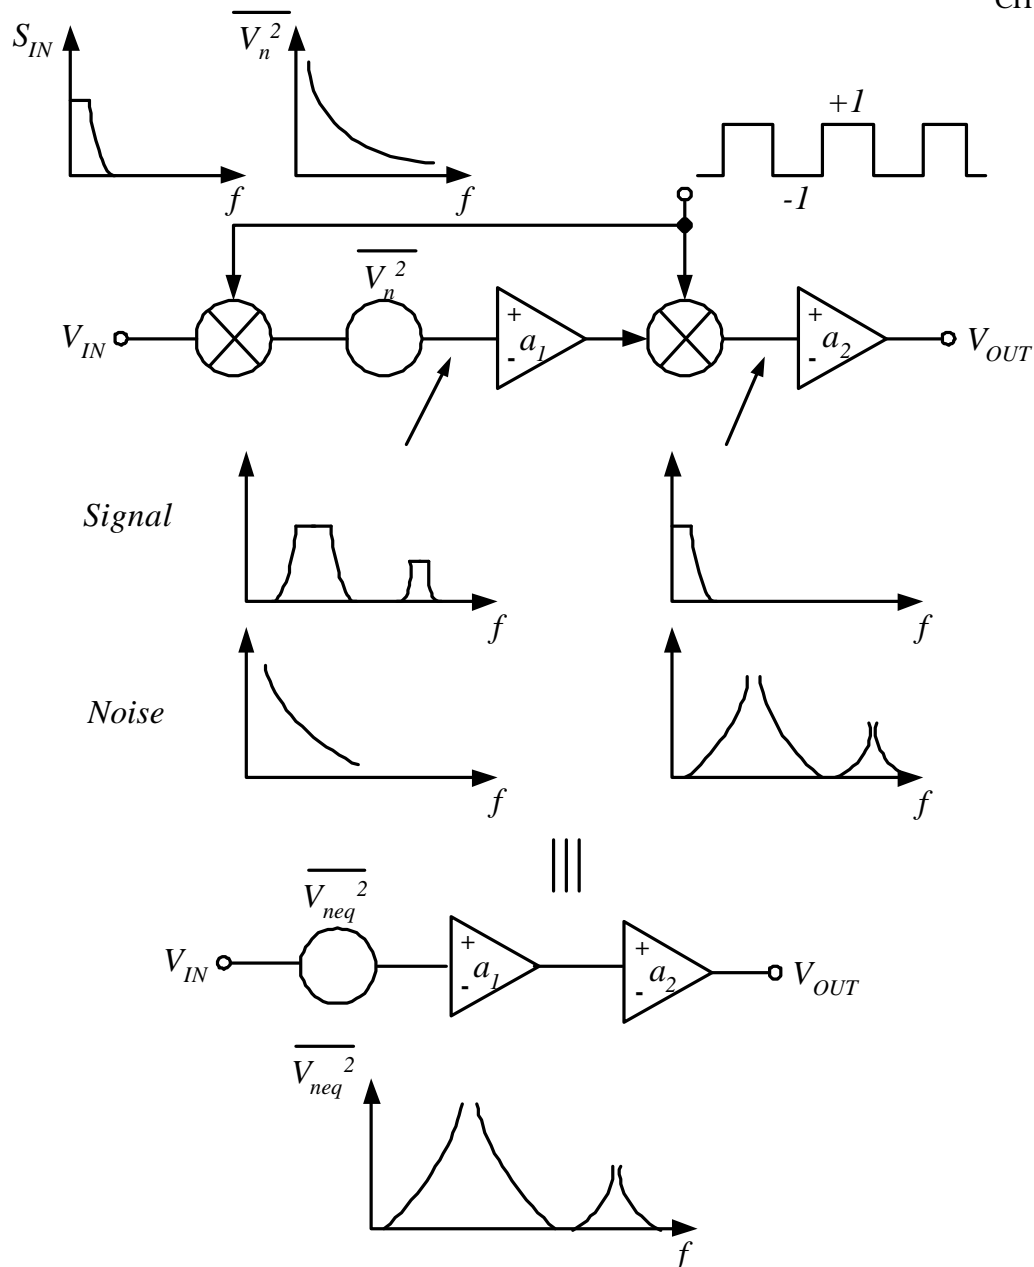 S_IN
V_n^2
f
f
+1
-1
V_n^2
V_IN
+
-
a_1
+
-
a_2
V_OUT
Signal
f
f
Noise
f
f
V_neq^2
V_IN
+
-
a_1
+
-
a_2
V_OUT
V_neq^2
f